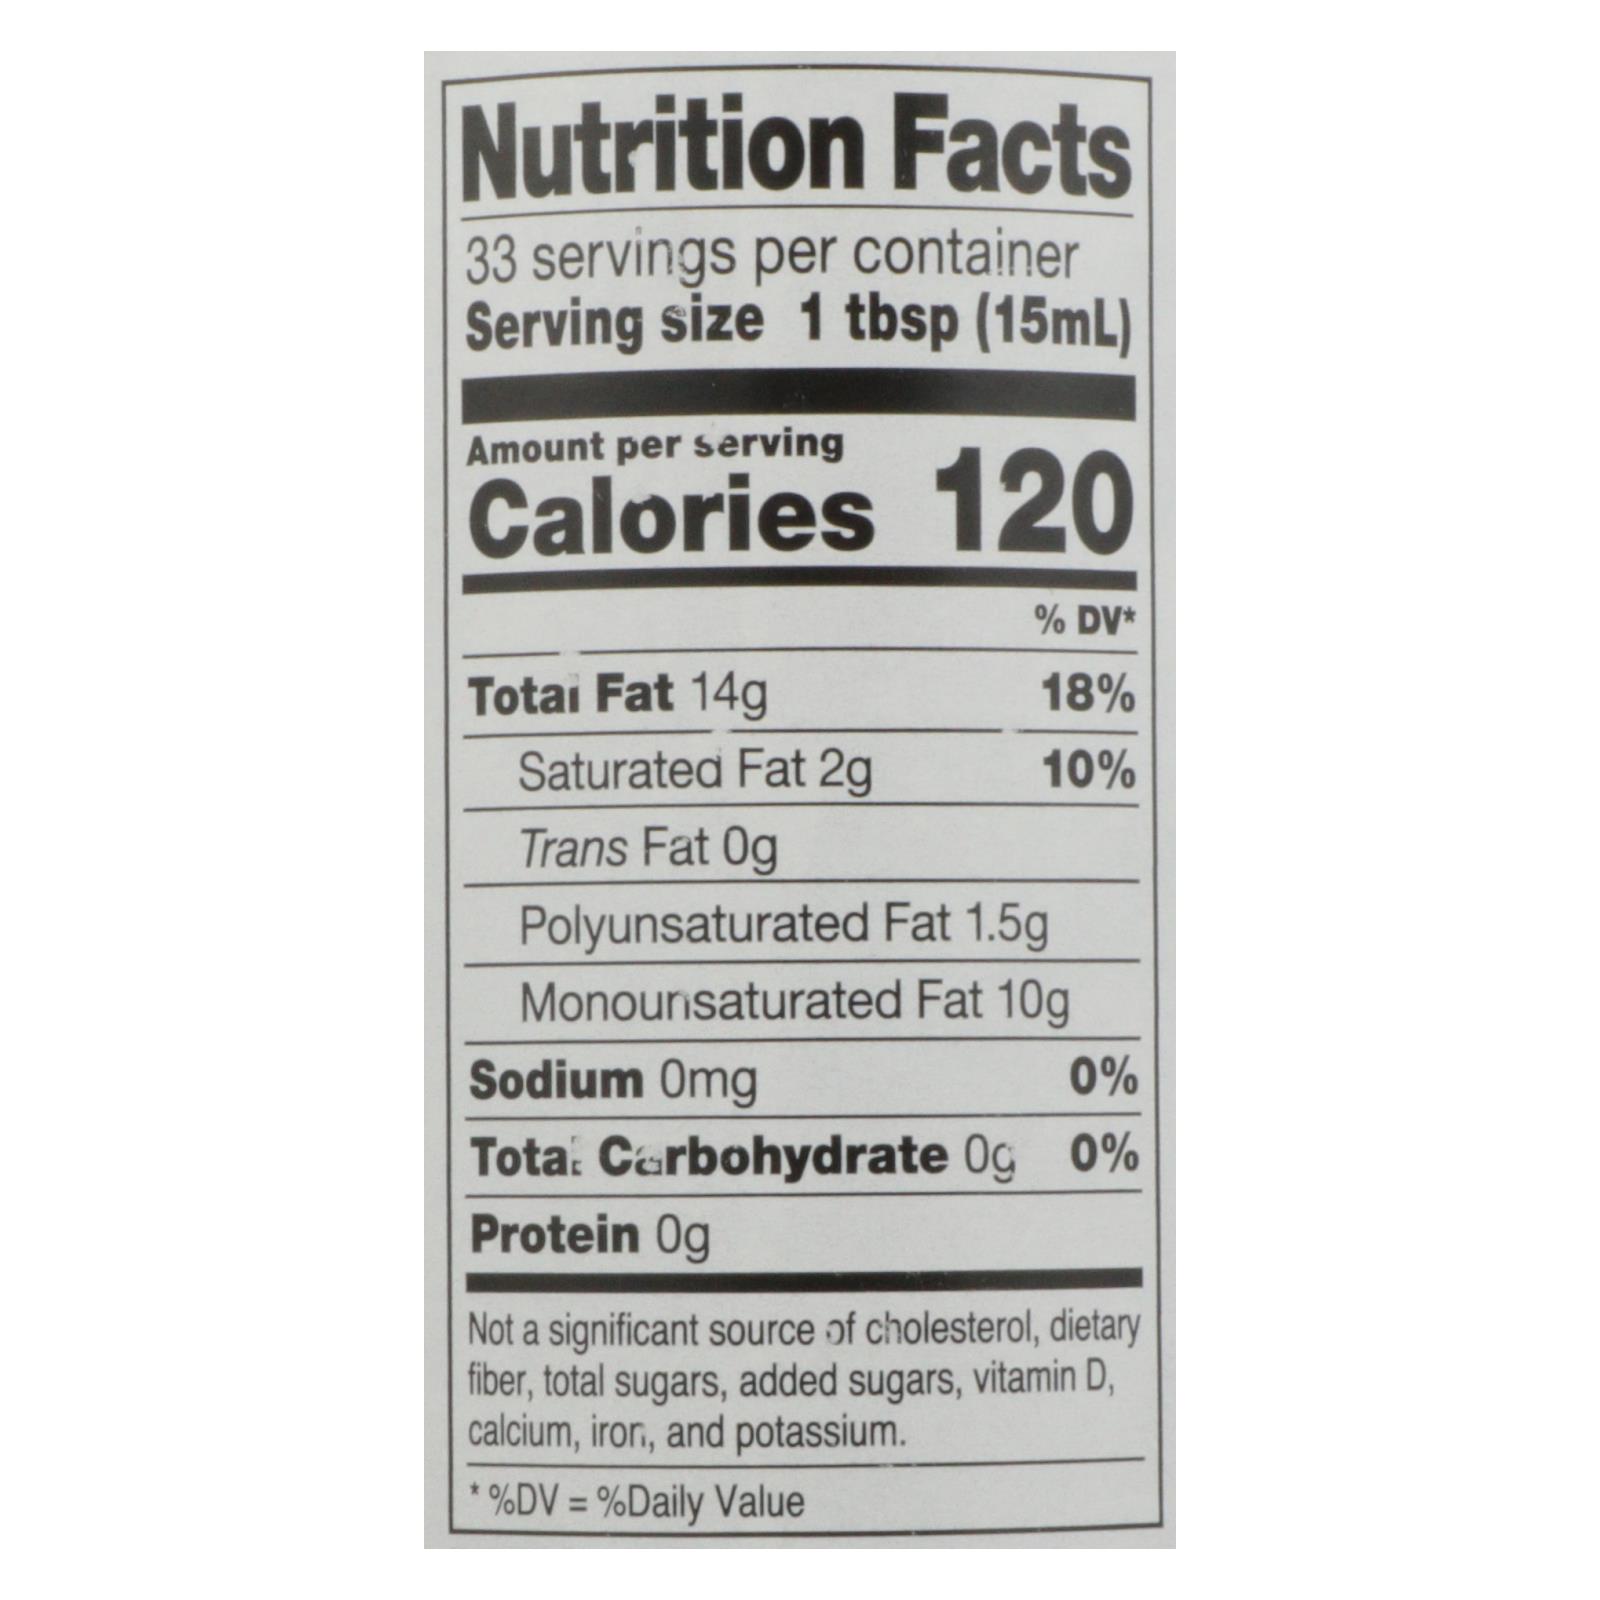 Nutrition Facts
33 servings per container
Serving size 1 tbsp (15mL)
Amount per serving
Calories 120
% DV*
Total Fat 14g 18%
Saturated Fat 2g 10%
Trans Fat 0g
Polyunsaturated Fat 1.5g
Monounsaturated Fat 10g
Sodium 0mg 0%
Total Carbohydrate 0g 0%
Protein 0g
Not a significant source of cholesterol, dietary
fiber, total sugars, added sugars, vitamin D,
calcium, iron, and potassium.
* %DV = %Daily Value